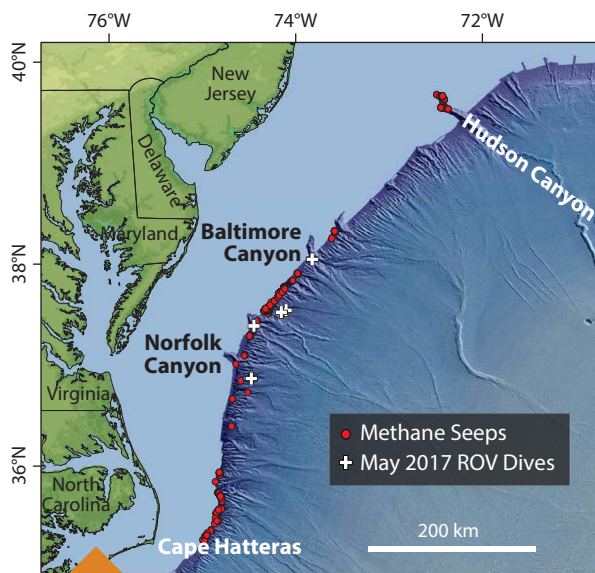 76°W
74°W
72°W
40°N
New
Jersey
Delaware
Hudson Canyon
Maryland
Baltimore
Canyon
38°N
Norfolk
Canyon
Virginia
Methane Seeps
May 2017 ROV Dives
36°N
North
Carolina
200 km
Cape Hatteras